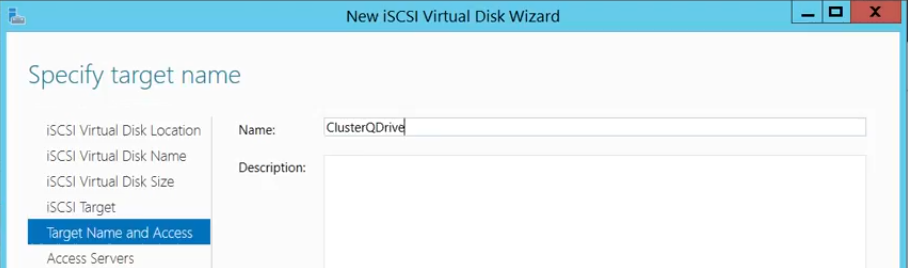 New iSCSI Virtual Disk Wizard
Specify target name
iSCSI Virtual Disk Location
iSCSI Virtual Disk Name
iSCSI Virtual Disk Size
iSCSI Target
Target Name and Access
Access Servers
Name:
ClusterQDrive
Description: